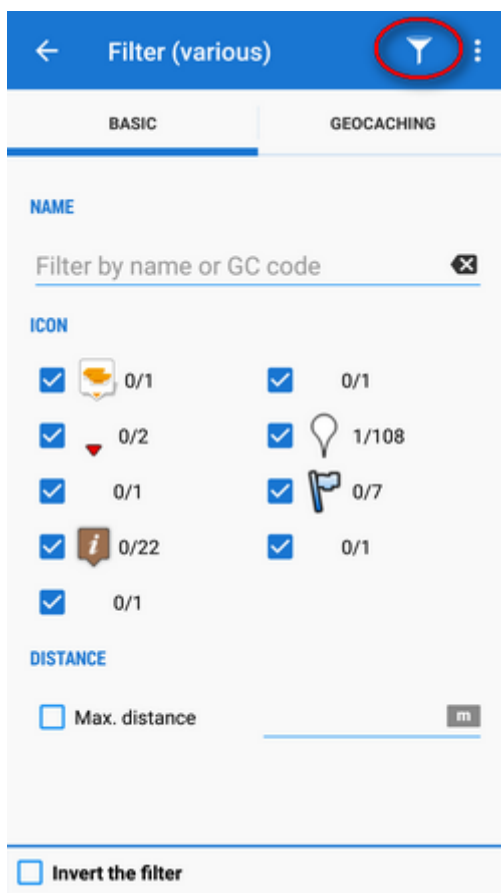 Filter (various)
BASIC GEOCACHING
NAME
Filter by name or GC code
ICON
0/1 0/1
0/2 1/108
0/1 0/7
i 0/22 0/1
0/1
DISTANCE
Max. distance m
Invert the filter